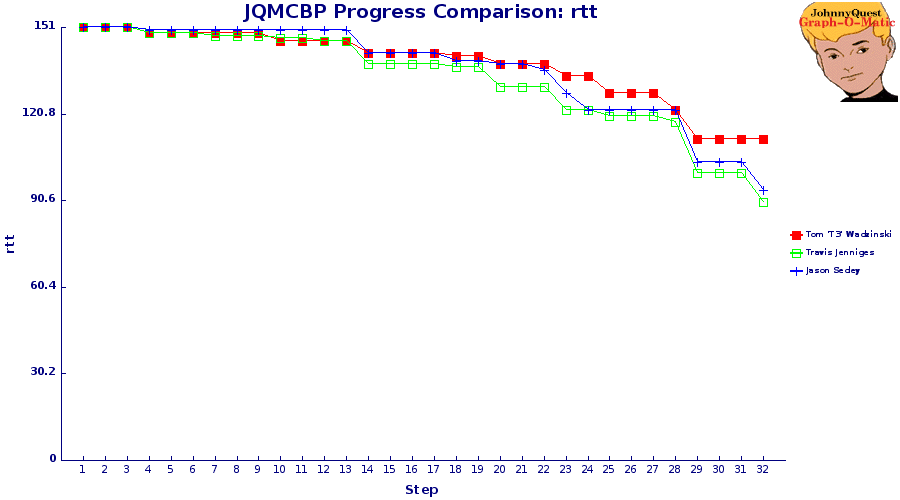 JQMCBP Progress Comparison: rtt
JohnnyQuest
Graph-O-Matic
151
120.8
90.6
60.4
30.2
0
rtt
1 2 3 4 5 6 7 8 9 10 11 12 13 14 15 16 17 18 19 20 21 22 23 24 25 26 27 28 29 30 31 32
Step
Tom 'T3' Wadzinski
Travis Jenniges
Jason Sedey